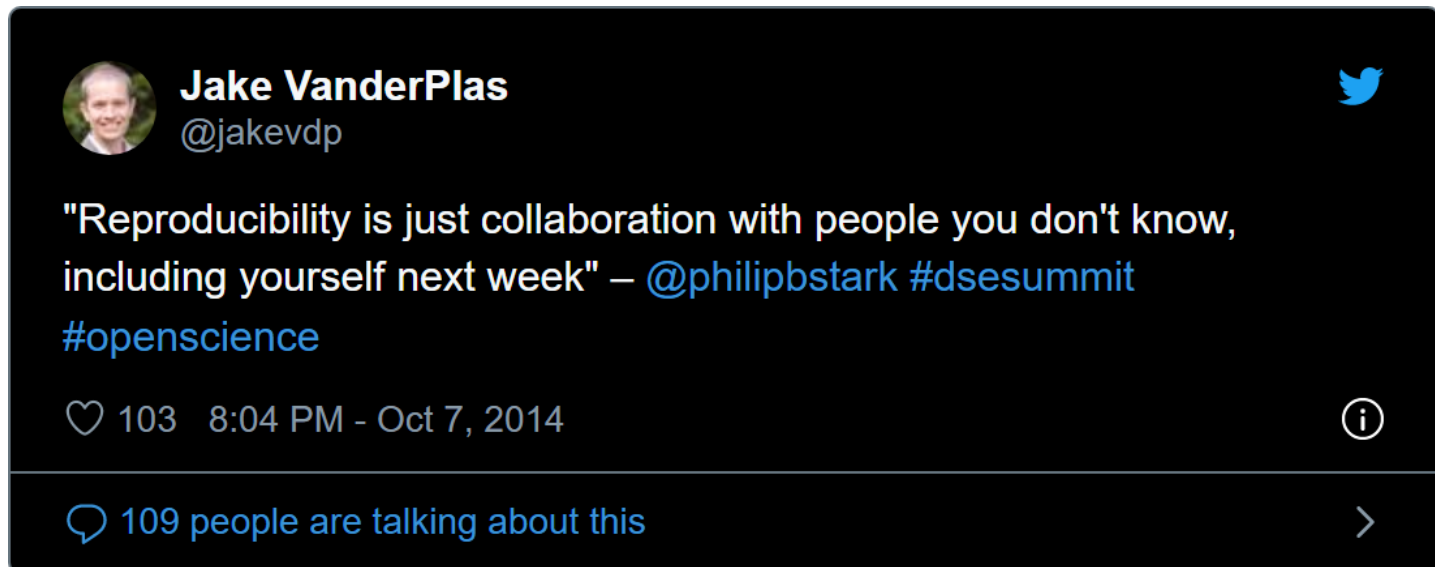 Jake VanderPlas
@jakevdp
"Reproducibility is just collaboration with people you don't know,
including yourself next week" – @philipbstark #dsesummit
#openscience
103 8:04 PM - Oct 7, 2014
109 people are talking about this